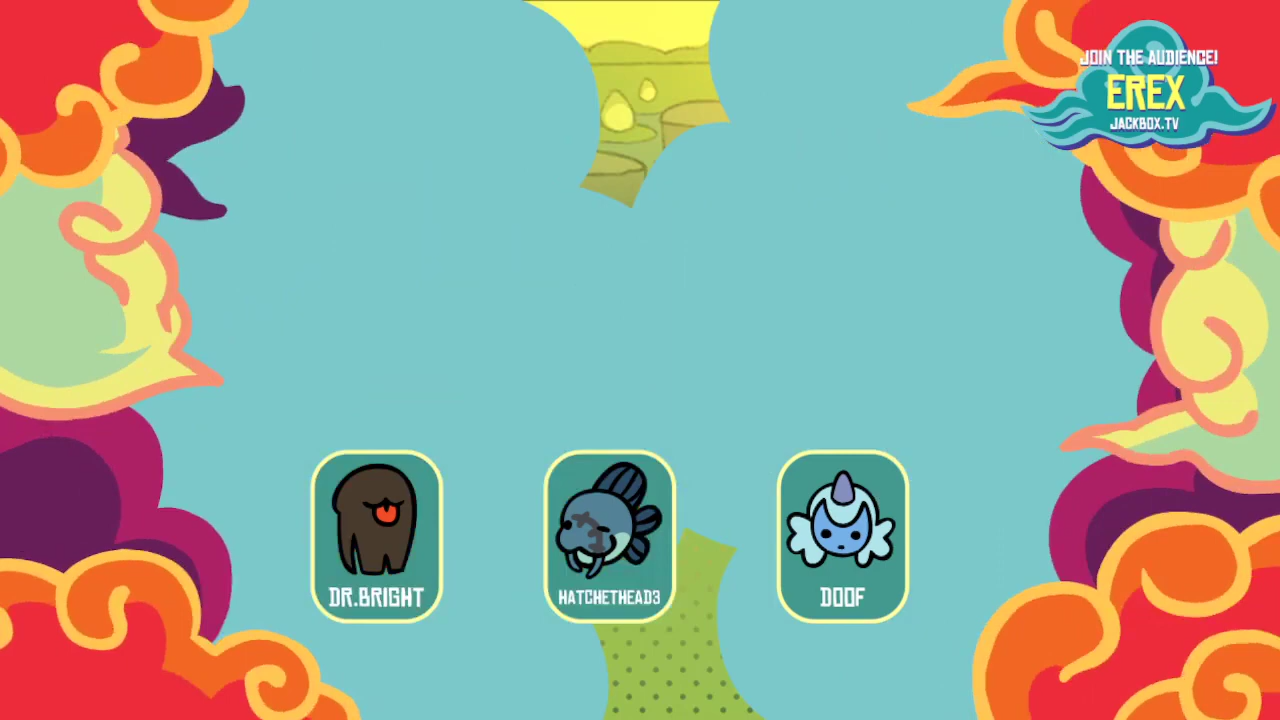 JOIN THE AUDIENCE!
EREX
JACKBOX.TV
DR.BRIGHT
HATCHETHEAD3
DOOF